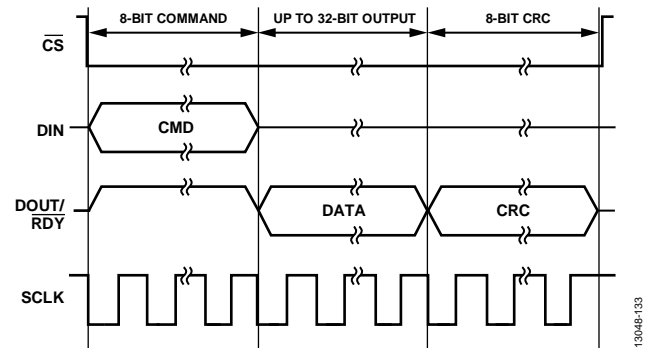 8-BIT COMMAND UP TO 32-BIT OUTPUT 8-BIT CRC
CS
DIN CMD
DOUT/
RDY DATA CRC
SCLK
13048-133